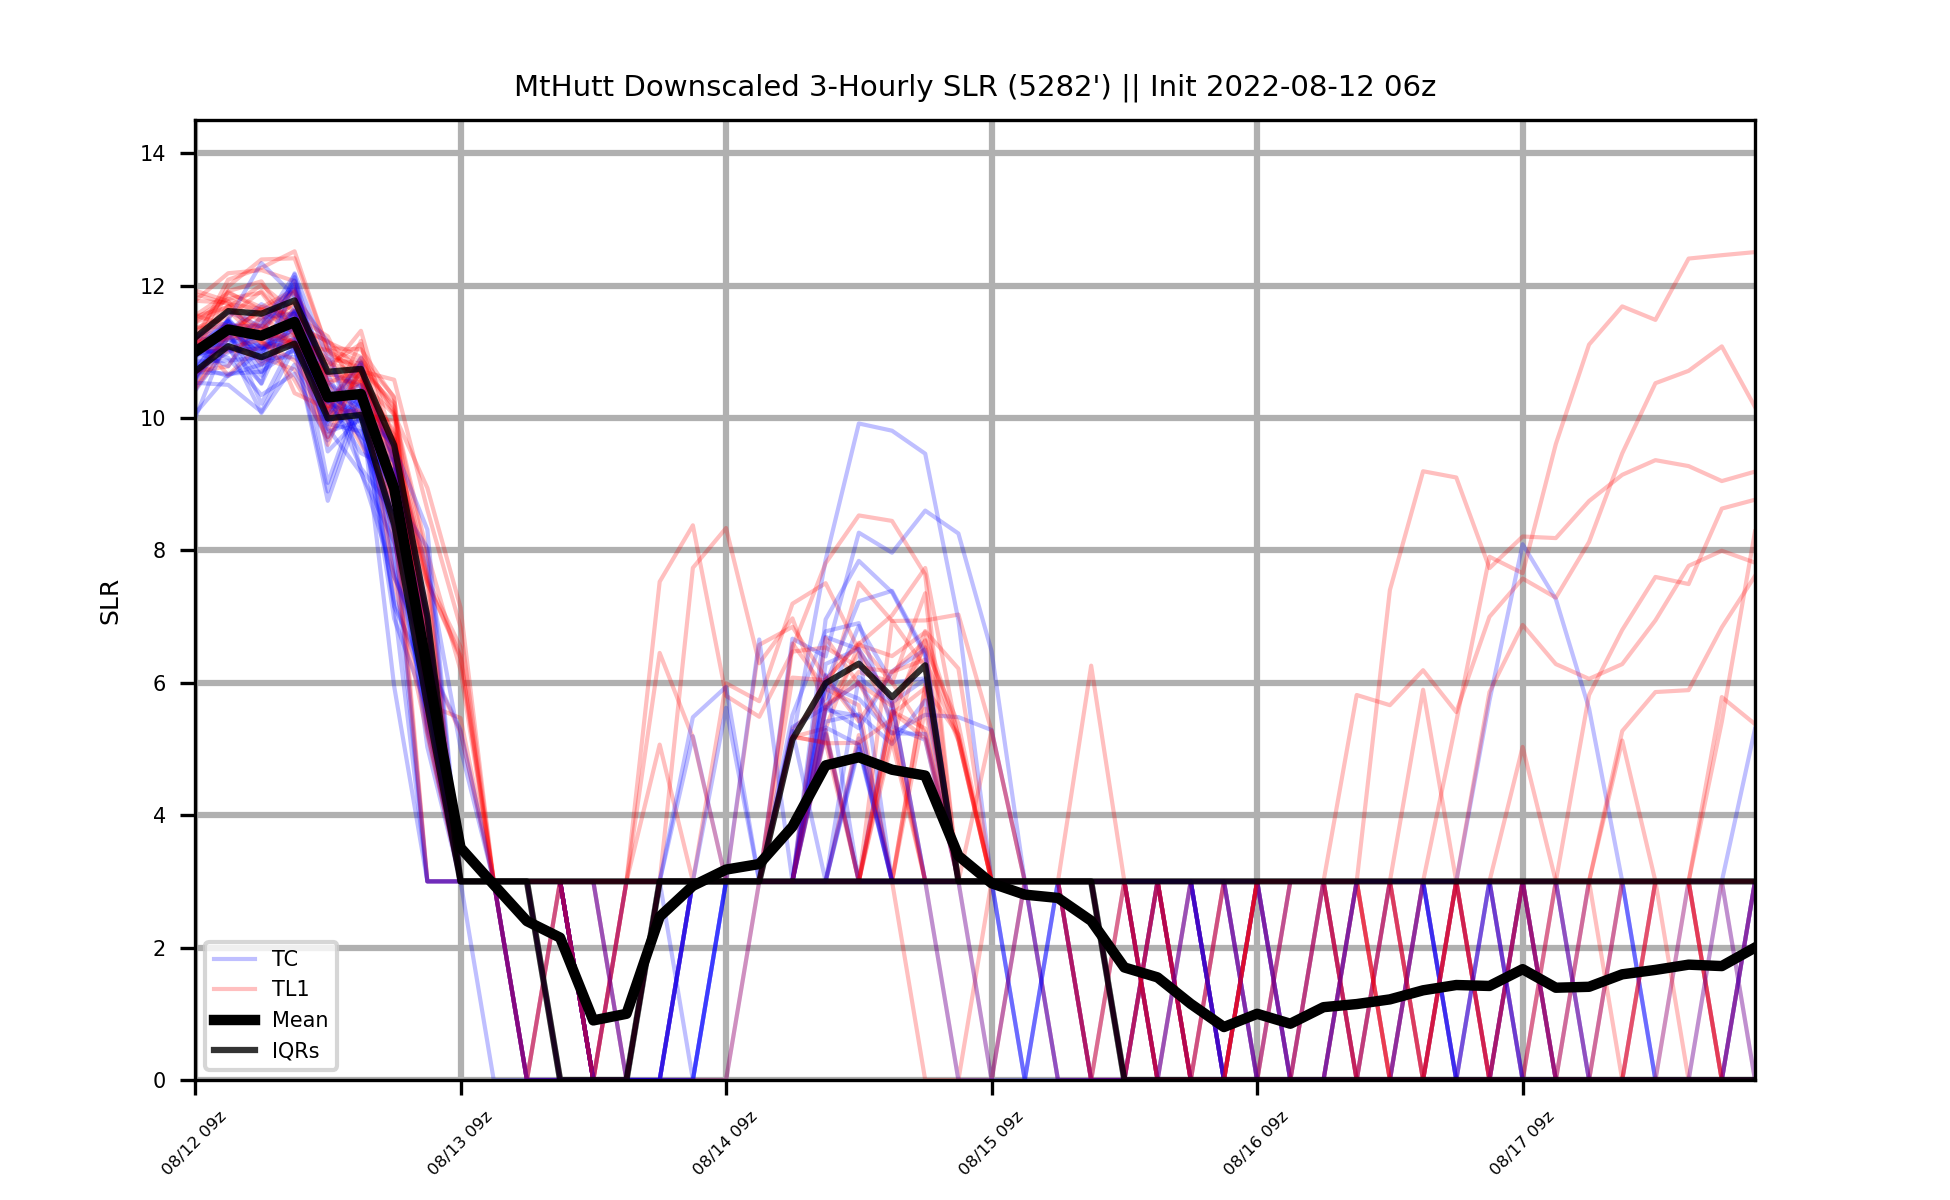 MtHutt Downscaled 3-Hourly SLR (5282') || Init 2022-08-12 06z
14
12
10
8
6
4
2
0
SLR
TC
TL1
Mean
IQRs
08/12 09z
08/13 09z
08/14 09z
08/15 09z
08/16 09z
08/17 09z